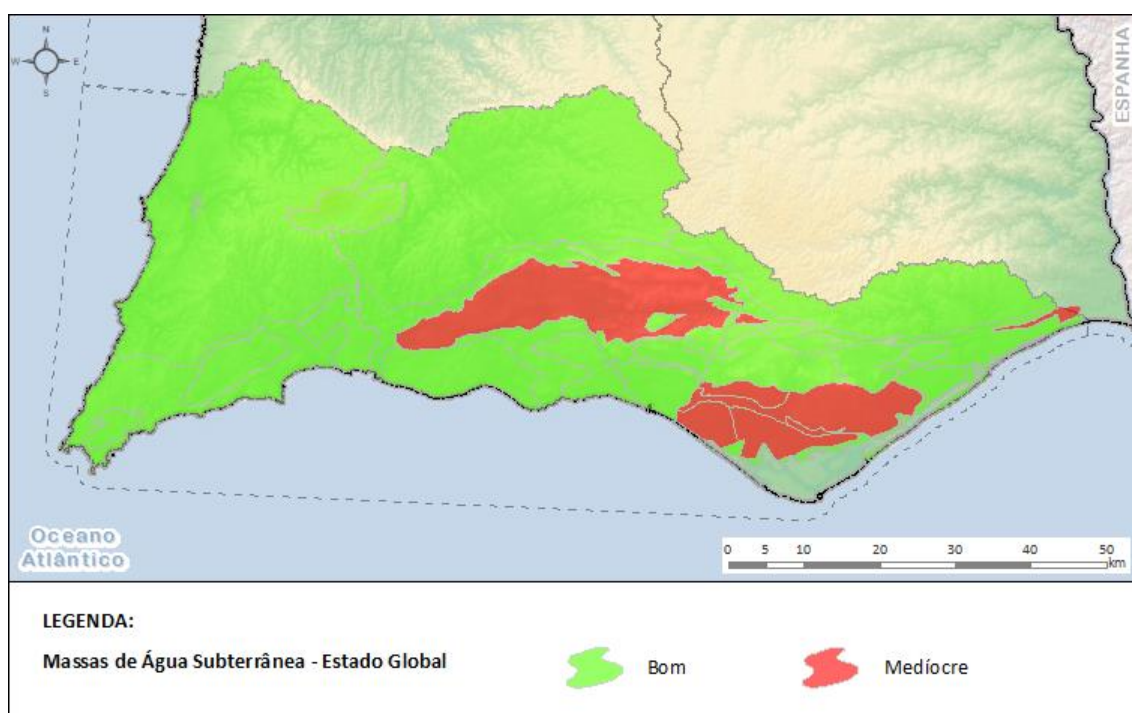 N
W E
S
ESPANHA
Oceano
Atlântico
0 5 10 20 30 40 50
km
LEGENDA:
Massas de Água Subterrânea - Estado Global
Bom
Medíocre